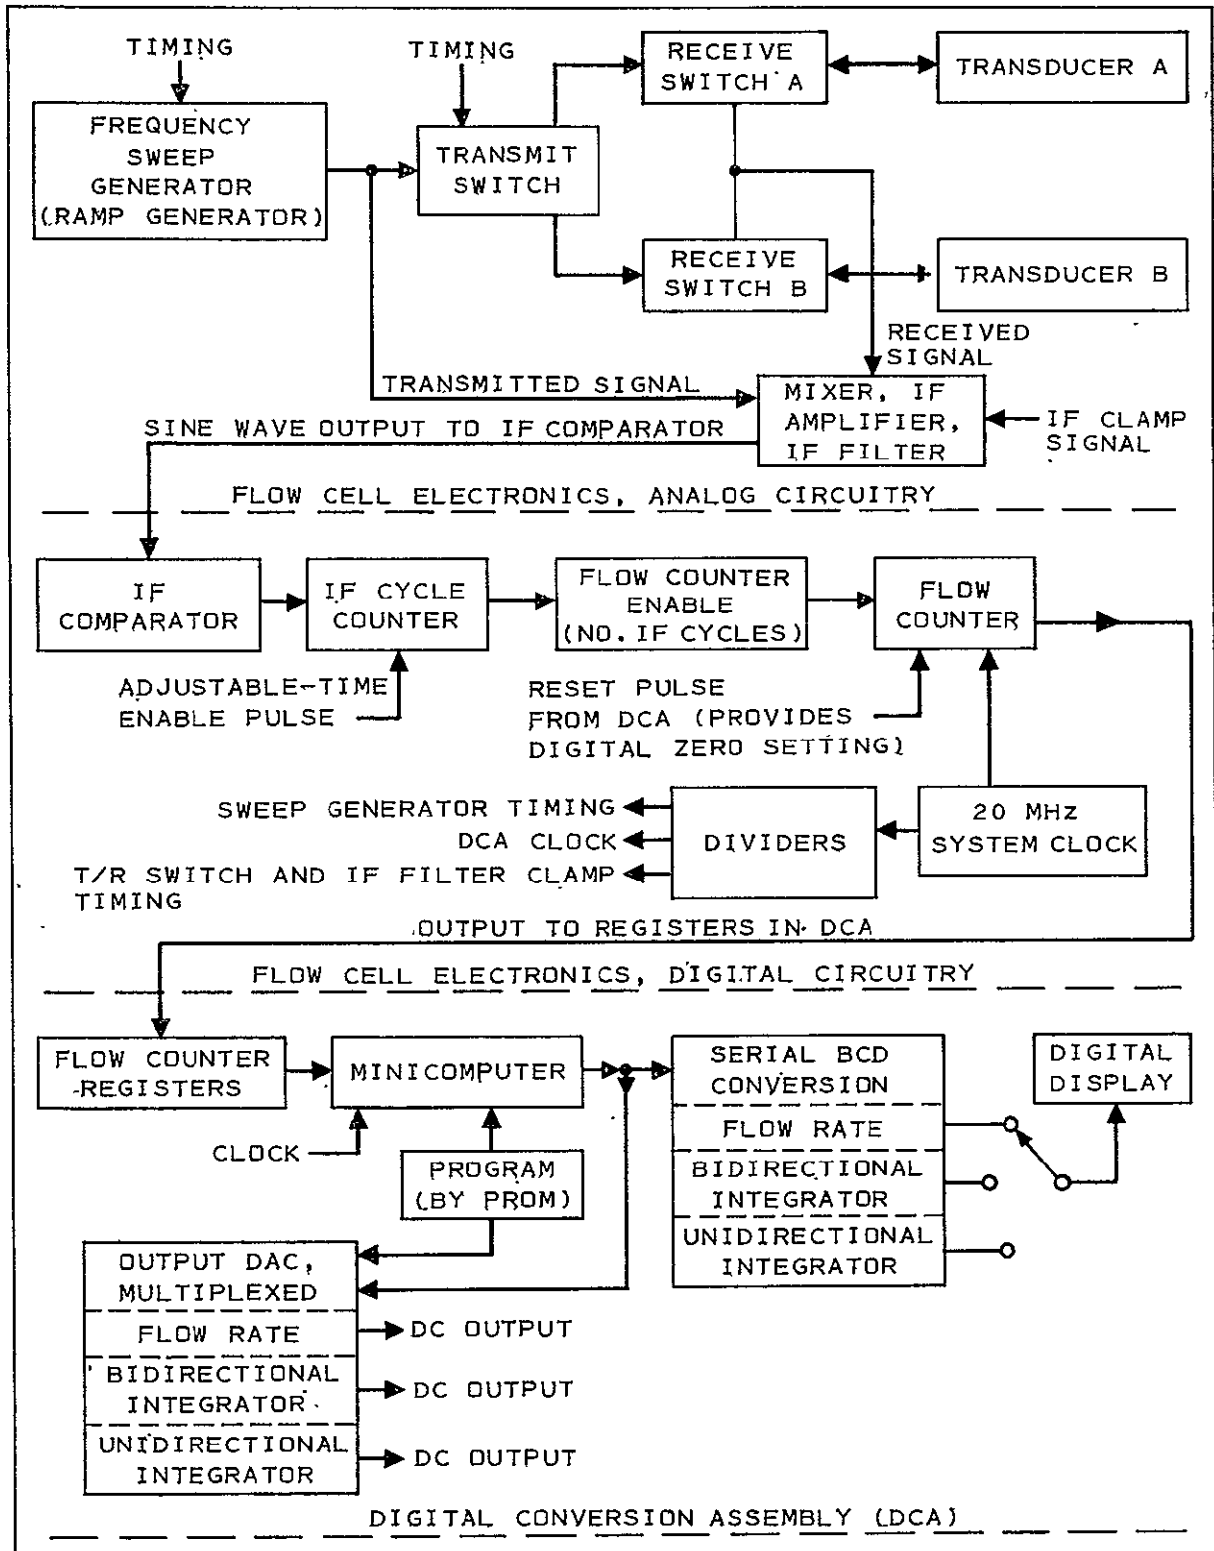 TIMING
TIMING
FREQUENCY
SWEEP
GENERATOR
(RAMP GENERATOR)
TRANSMIT
SWITCH
RECEIVE
SWITCH A
TRANSDUCER A
RECEIVE
SWITCH B
TRANSDUCER B
RECEIVED
SIGNAL
TRANSMITTED SIGNAL
MIXER, IF
AMPLIFIER,
IF FILTER
IF CLAMP
SIGNAL
SINE WAVE OUTPUT TO IF COMPARATOR
FLOW CELL ELECTRONICS, ANALOG CIRCUITRY
IF
COMPARATOR
IF CYCLE
COUNTER
FLOW COUNTER
ENABLE
(NO. IF CYCLES)
FLOW
COUNTER
ADJUSTABLE-TIME
ENABLE PULSE
RESET PULSE
FROM DCA (PROVIDES
DIGITAL ZERO SETTING)
SWEEP GENERATOR TIMING
DCA CLOCK
T/R SWITCH AND IF FILTER CLAMP
TIMING
DIVIDERS
20 MHz
SYSTEM CLOCK
OUTPUT TO REGISTERS IN DCA
FLOW CELL ELECTRONICS, DIGITAL CIRCUITRY
FLOW COUNTER
REGISTERS
MINICOMPUTER
SERIAL BCD
CONVERSION
FLOW RATE
BIDIRECTIONAL
INTEGRATOR
UNIDIRECTIONAL
INTEGRATOR
DIGITAL
DISPLAY
CLOCK
PROGRAM
(BY PROM)
OUTPUT DAC,
MULTIPLEXED
FLOW RATE
DC OUTPUT
BIDIRECTIONAL
INTEGRATOR
DC OUTPUT
UNIDIRECTIONAL
INTEGRATOR
DC OUTPUT
DIGITAL CONVERSION ASSEMBLY (DCA)